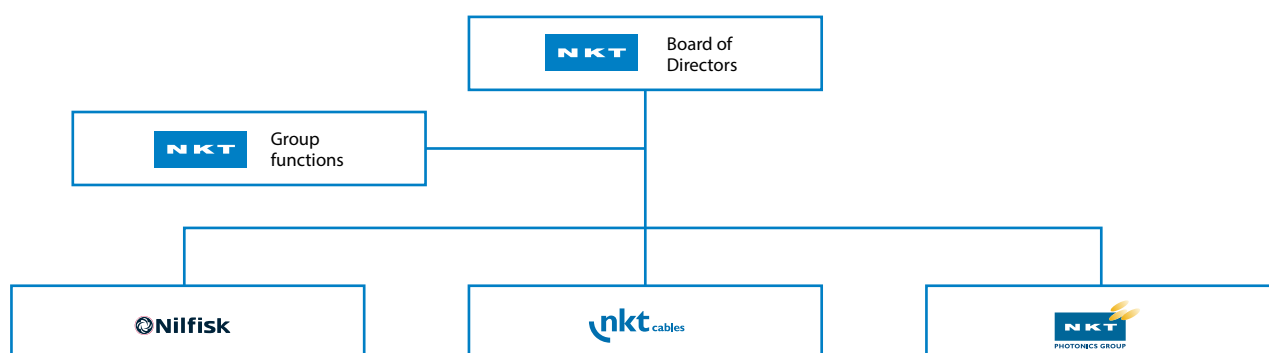 NKT
Board of
Directors
NKT
Group
functions
Nilfisk
nkt cables
NKT
PHOTONICS GROUP